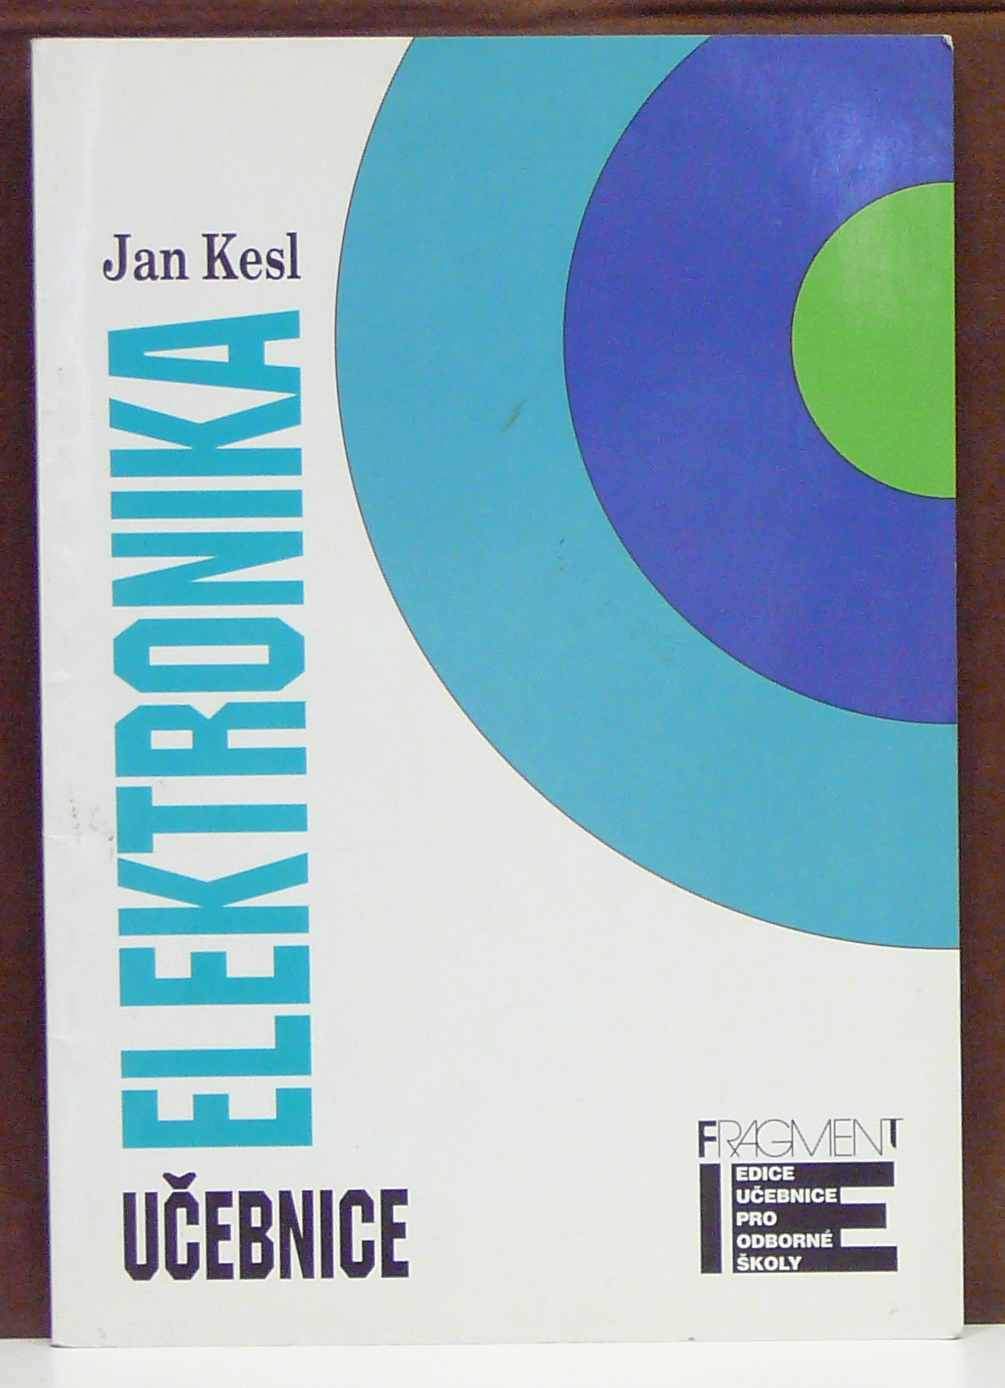 Jan Kesl
ELEKTRONIKA
UČEBNICE
FRAGMENT
EDICE
UČEBNICE
PRO
ODBORNÉ
ŠKOLY